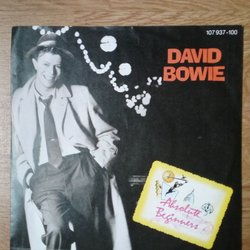 107 937-100
DAVID
BOWIE
Absolute
Beginners